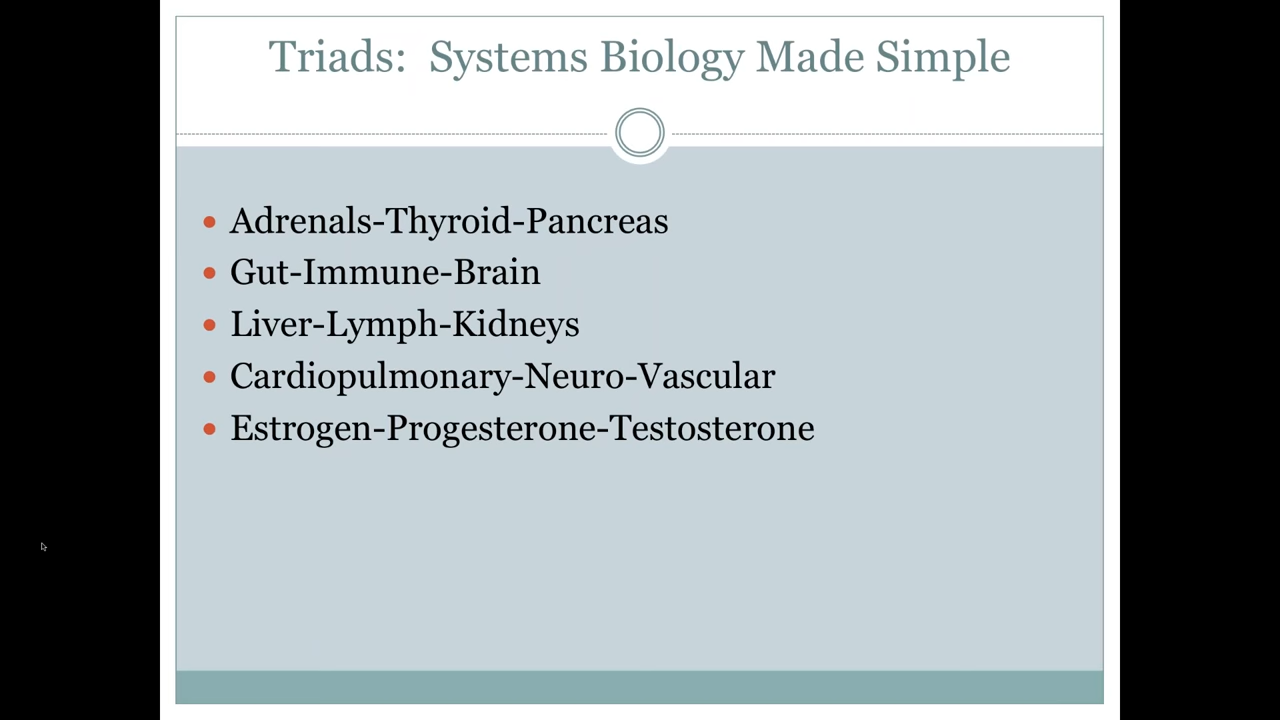 Triads:  Systems Biology Made Simple
• Adrenals-Thyroid-Pancreas
• Gut-Immune-Brain
• Liver-Lymph-Kidneys
• Cardiopulmonary-Neuro-Vascular
• Estrogen-Progesterone-Testosterone